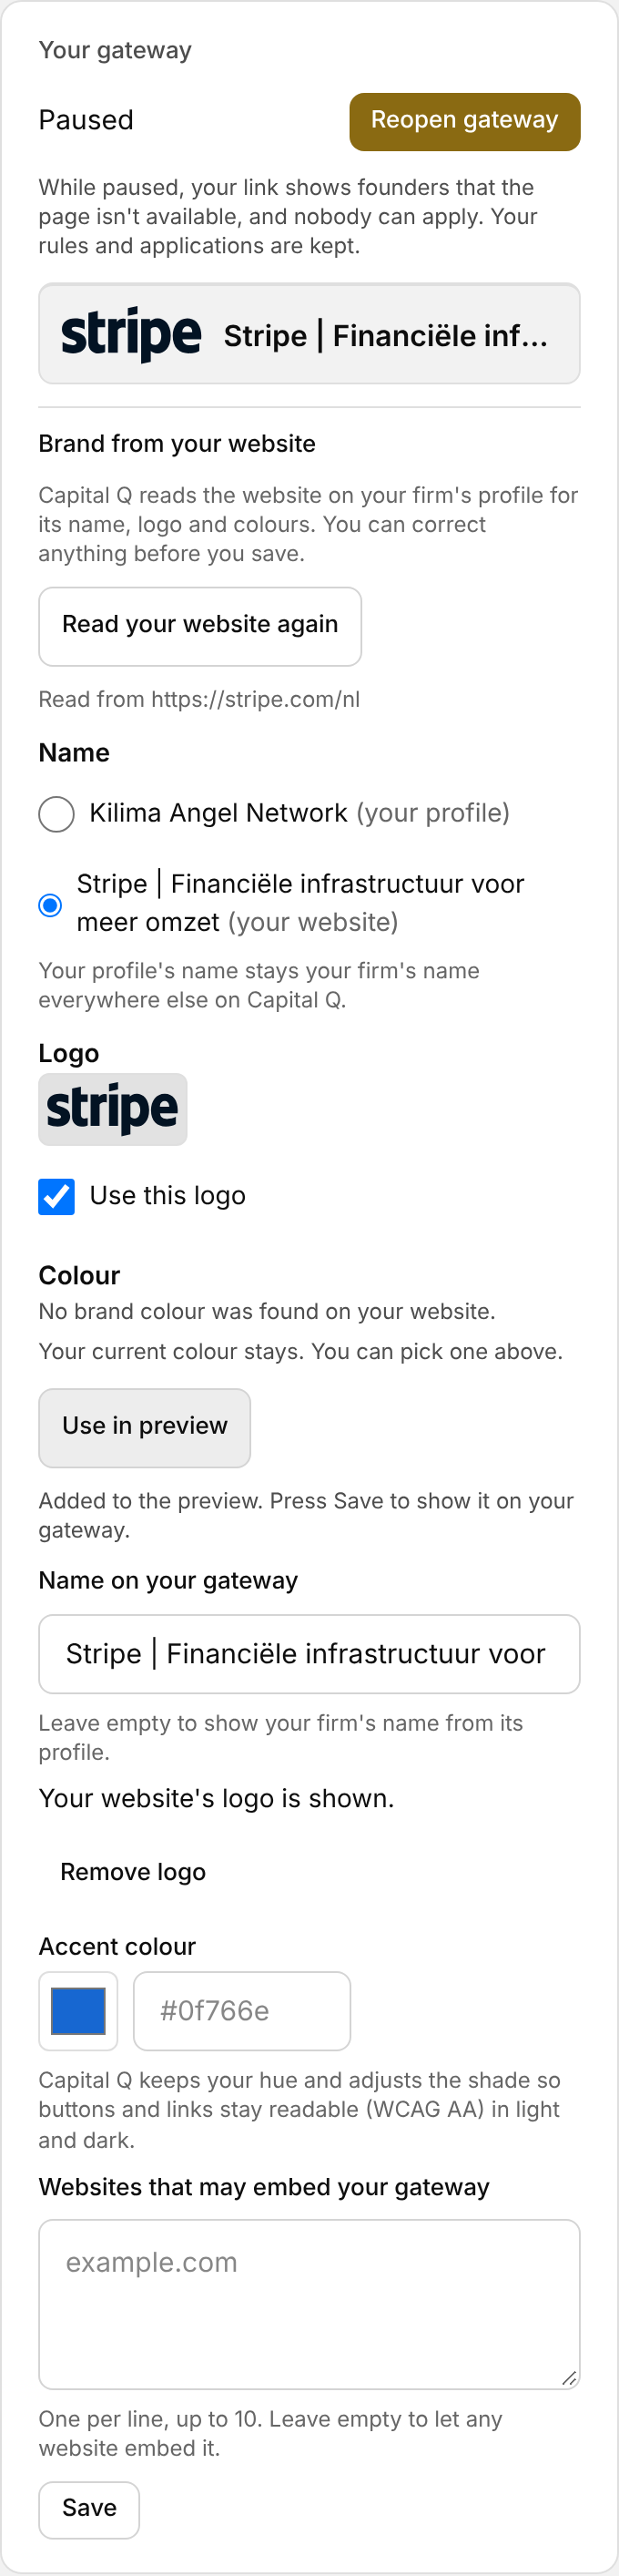 Your gateway
Paused
Reopen gateway
While paused, your link shows founders that the
page isn't available, and nobody can apply. Your
rules and applications are kept.
stripe Stripe | Financiële inf...
Brand from your website
Capital Q reads the website on your firm's profile for
its name, logo and colours. You can correct
anything before you save.
Read your website again
Read from https://stripe.com/nl
Name
Kilima Angel Network (your profile)
Stripe | Financiële infrastructuur voor
meer omzet (your website)
Your profile's name stays your firm's name
everywhere else on Capital Q.
Logo
stripe
Use this logo
Colour
No brand colour was found on your website.
Your current colour stays. You can pick one above.
Use in preview
Added to the preview. Press Save to show it on your
gateway.
Name on your gateway
Stripe | Financiële infrastructuur voor
Leave empty to show your firm's name from its
profile.
Your website's logo is shown.
Remove logo
Accent colour
#0f766e
Capital Q keeps your hue and adjusts the shade so
buttons and links stay readable (WCAG AA) in light
and dark.
Websites that may embed your gateway
example.com
One per line, up to 10. Leave empty to let any
website embed it.
Save